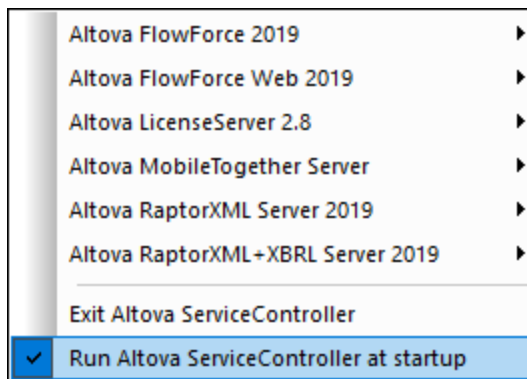 Altova FlowForce 2019
Altova FlowForce Web 2019
Altova LicenseServer 2.8
Altova MobileTogether Server
Altova RaptorXML Server 2019
Altova RaptorXML+XBRL Server 2019
Exit Altova ServiceController
Run Altova ServiceController at startup